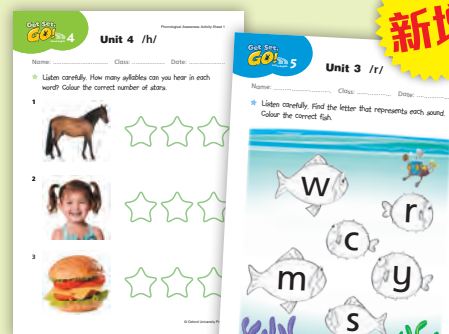 Get Set,
GO! 4
Phonological Awareness Activity Sheet 1
Unit 4 /h/
Name: Class: Date:
Listen carefully. How many syllables can you hear in each
word? Colour the correct number of stars.
1
2
3
© Oxford University
新增
Get Set,
GO! 5
Unit 3 /r/
Name: Class: Date:
Listen carefully. Find the letter that represents each sound.
Colour the correct fish.
w
r
c
m
y
s